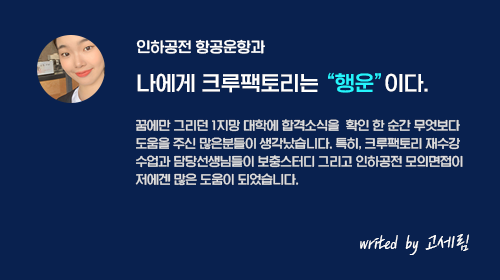 인하공전 항공운항과
나에게 크루팩토리는 “행운”이다.
꿈에만 그리던 1지망 대학에 합격소식을 확인 한 순간 무엇보다
도움을 주신 많은분들이 생각났습니다. 특히, 크루팩토리 재수강
수업과 담당선생님들이 보충스터디 그리고 인하공전 모의면접이
저에겐 많은 도움이 되었습니다.
writed by 고세림